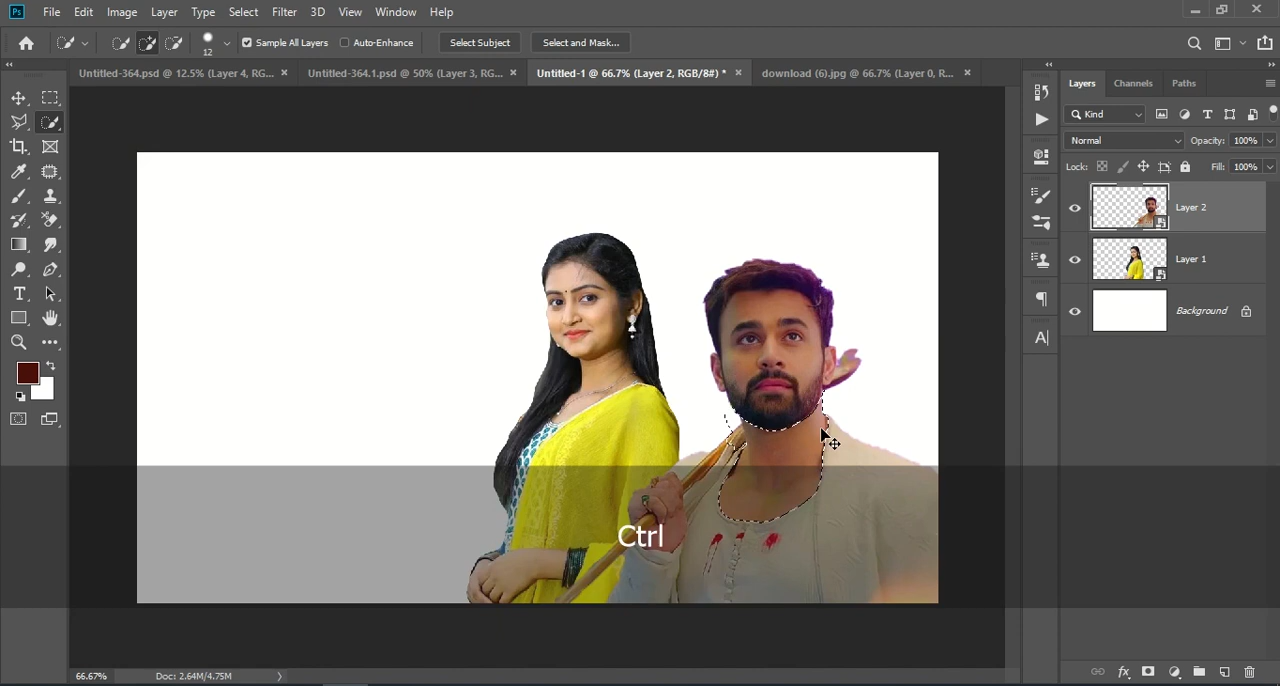 Ps File Edit Image Layer Type Select Filter 3D View Window Help
12 Sample All Layers Auto-Enhance Select Subject Select and Mask...
Untitled-364.psd @ 12.5% (Layer 4, RG... × Untitled-364.1.psd @ 50% (Layer 3, RG... × Untitled-1 @ 66.7% (Layer 2, RGB/8#) * × download (6).jpg @ 66.7% (Layer 0, R... ×
Layers Channels Paths
Kind
Normal Opacity: 100%
Lock: Fill: 100%
Layer 2
Layer 1
Background
Ctrl
66.67% Doc: 2.64M/4.75M